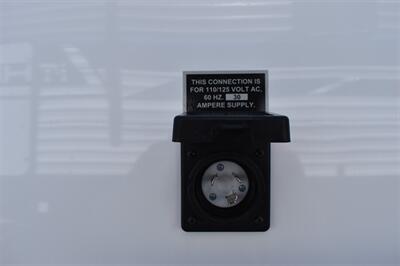 THIS CONNECTION IS
FOR 110/125 VOLT AC,
60 HZ. 30
AMPERE SUPPLY.